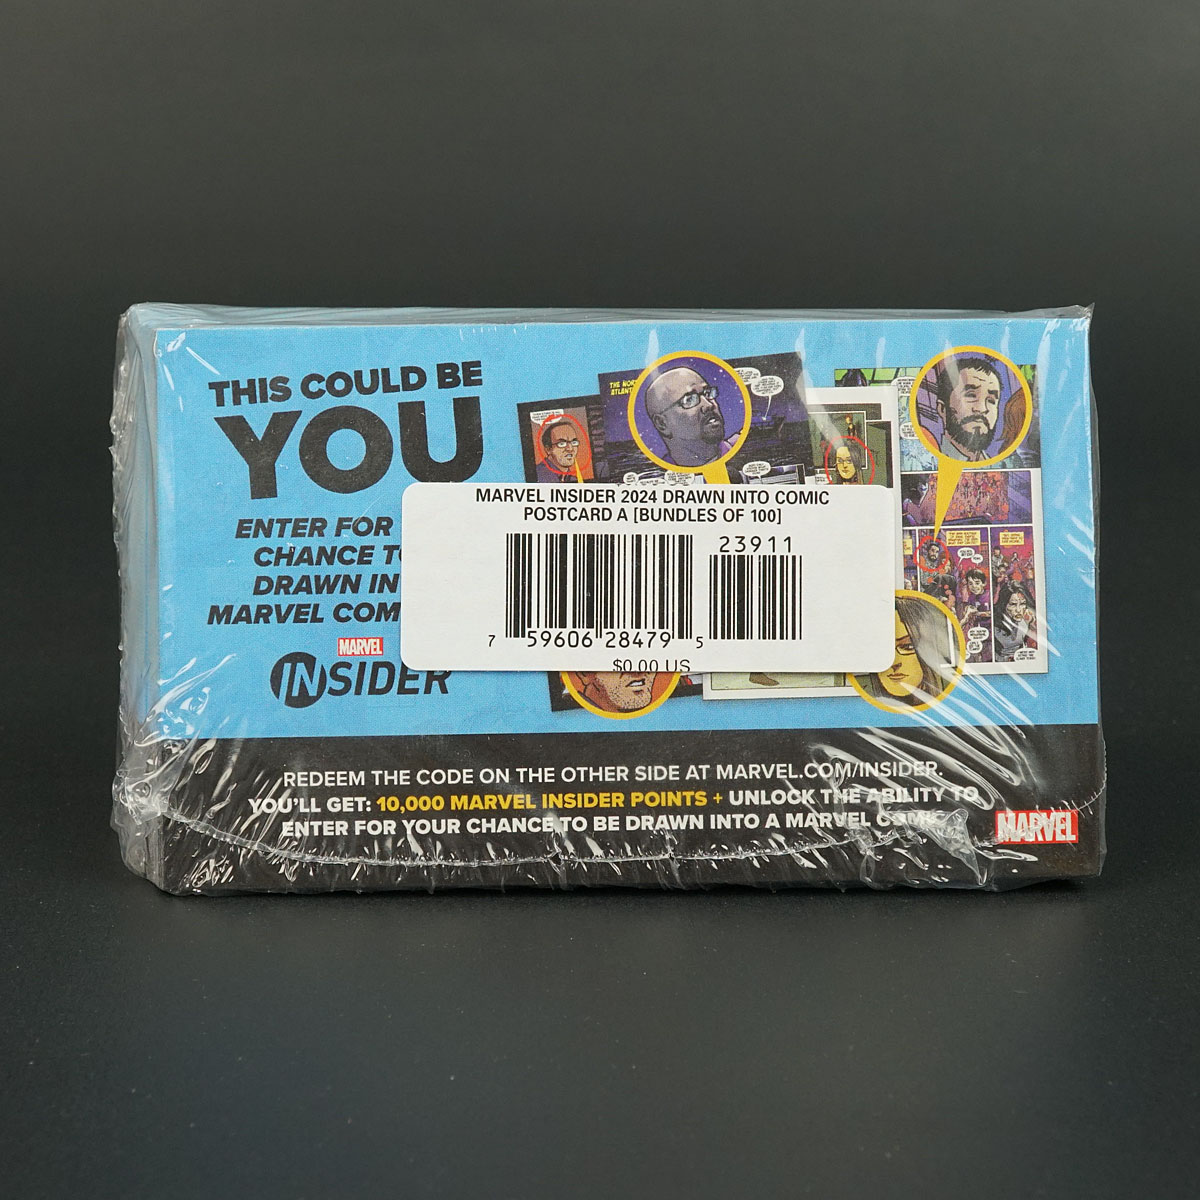 THIS COULD BE
YOU
ENTER FOR
CHANCE
DRAWN IN
MARVEL COM
MARVEL
INSIDER
MARVEL INSIDER 2024 DRAWN INTO COMIC
POSTCARD A [BUNDLES OF 100]
23911
7 59606 28479 5
$0.00 US
REDEEM THE CODE ON THE OTHER SIDE AT MARVEL.COM/INSIDER.
YOU'LL GET: 10,000 MARVEL INSIDER POINTS + UNLOCK THE ABILITY TO
ENTER FOR YOUR CHANCE TO BE DRAWN INTO A MARVEL COMIC
MARVEL